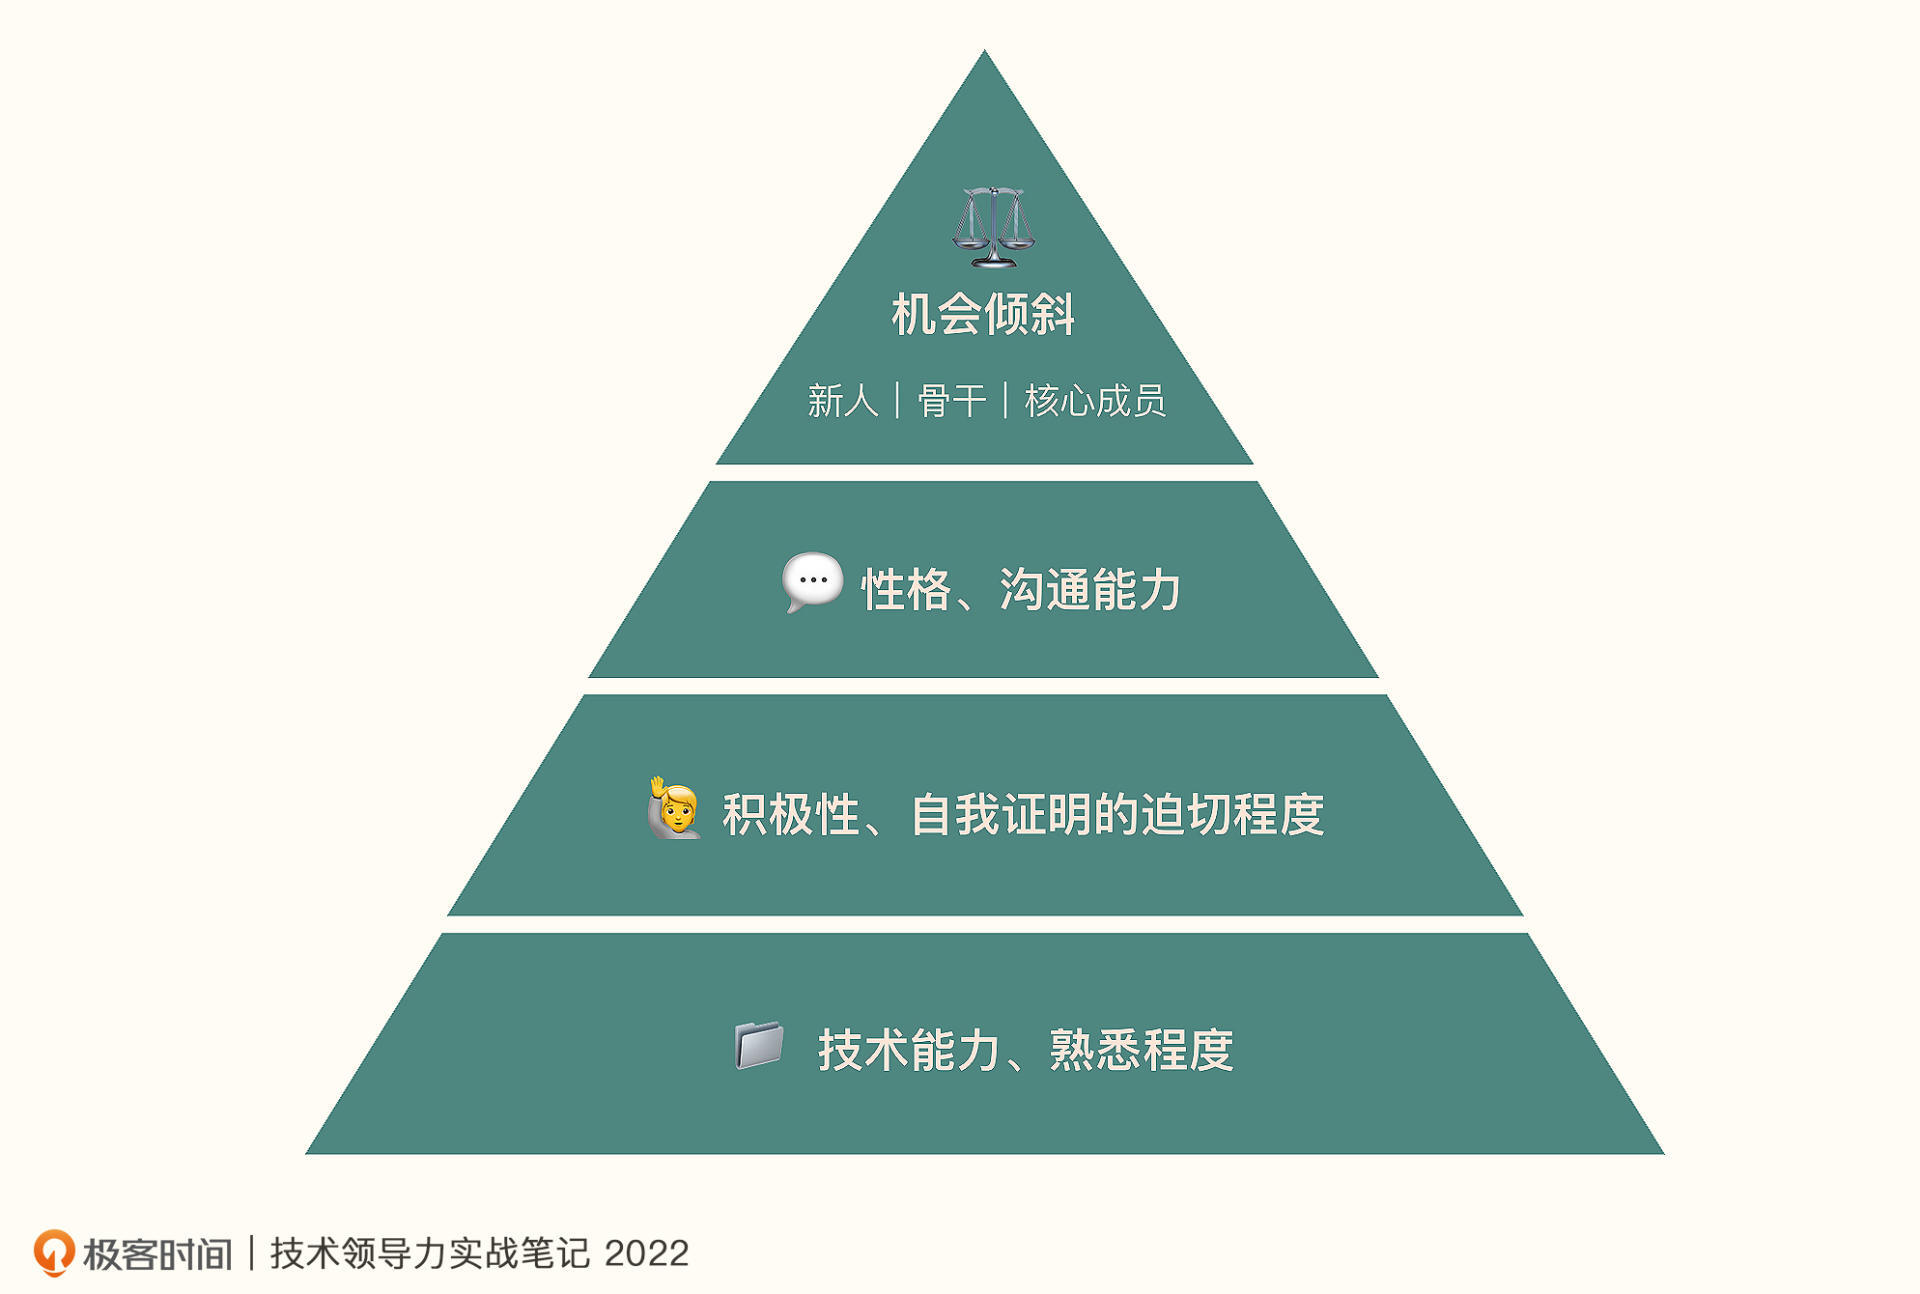 机会倾斜
新人｜骨干｜核心成员
性格、沟通能力
积极性、自我证明的迫切程度
技术能力、熟悉程度
极客时间｜技术领导力实战笔记 2022